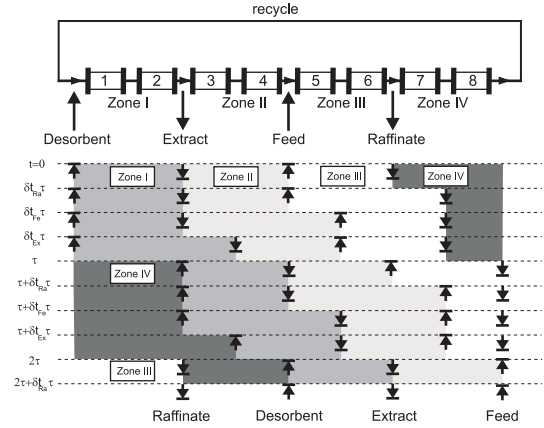 recycle
1 2 3 4 5 6 7 8
Zone I Zone II Zone III Zone IV
Desorbent Extract Feed Raffinate
t=0 Zone I Zone II Zone III Zone IV
δt_Ra τ
δt_Fe τ
δt_Ex τ
τ Zone IV
τ+δt_Ra τ
τ+δt_Fe τ
τ+δt_Ex τ
2τ Zone III
2τ+δt_Ra τ
Raffinate Desorbent Extract Feed